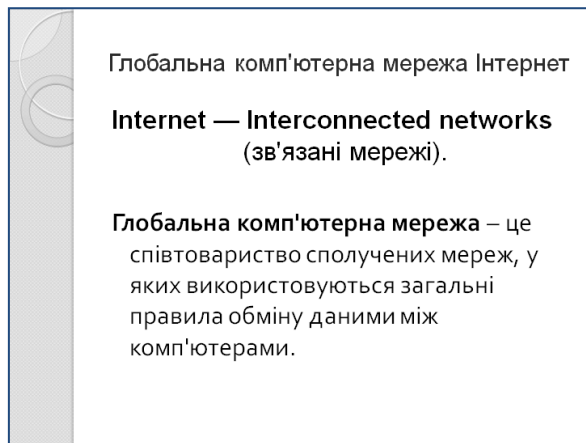 Глобальна комп'ютерна мережа Інтернет
Internet — Interconnected networks
(зв'язані мережі).
Глобальна комп'ютерна мережа – це
співтовариство сполучених мереж, у
яких використовуються загальні
правила обміну даними між
комп'ютерами.